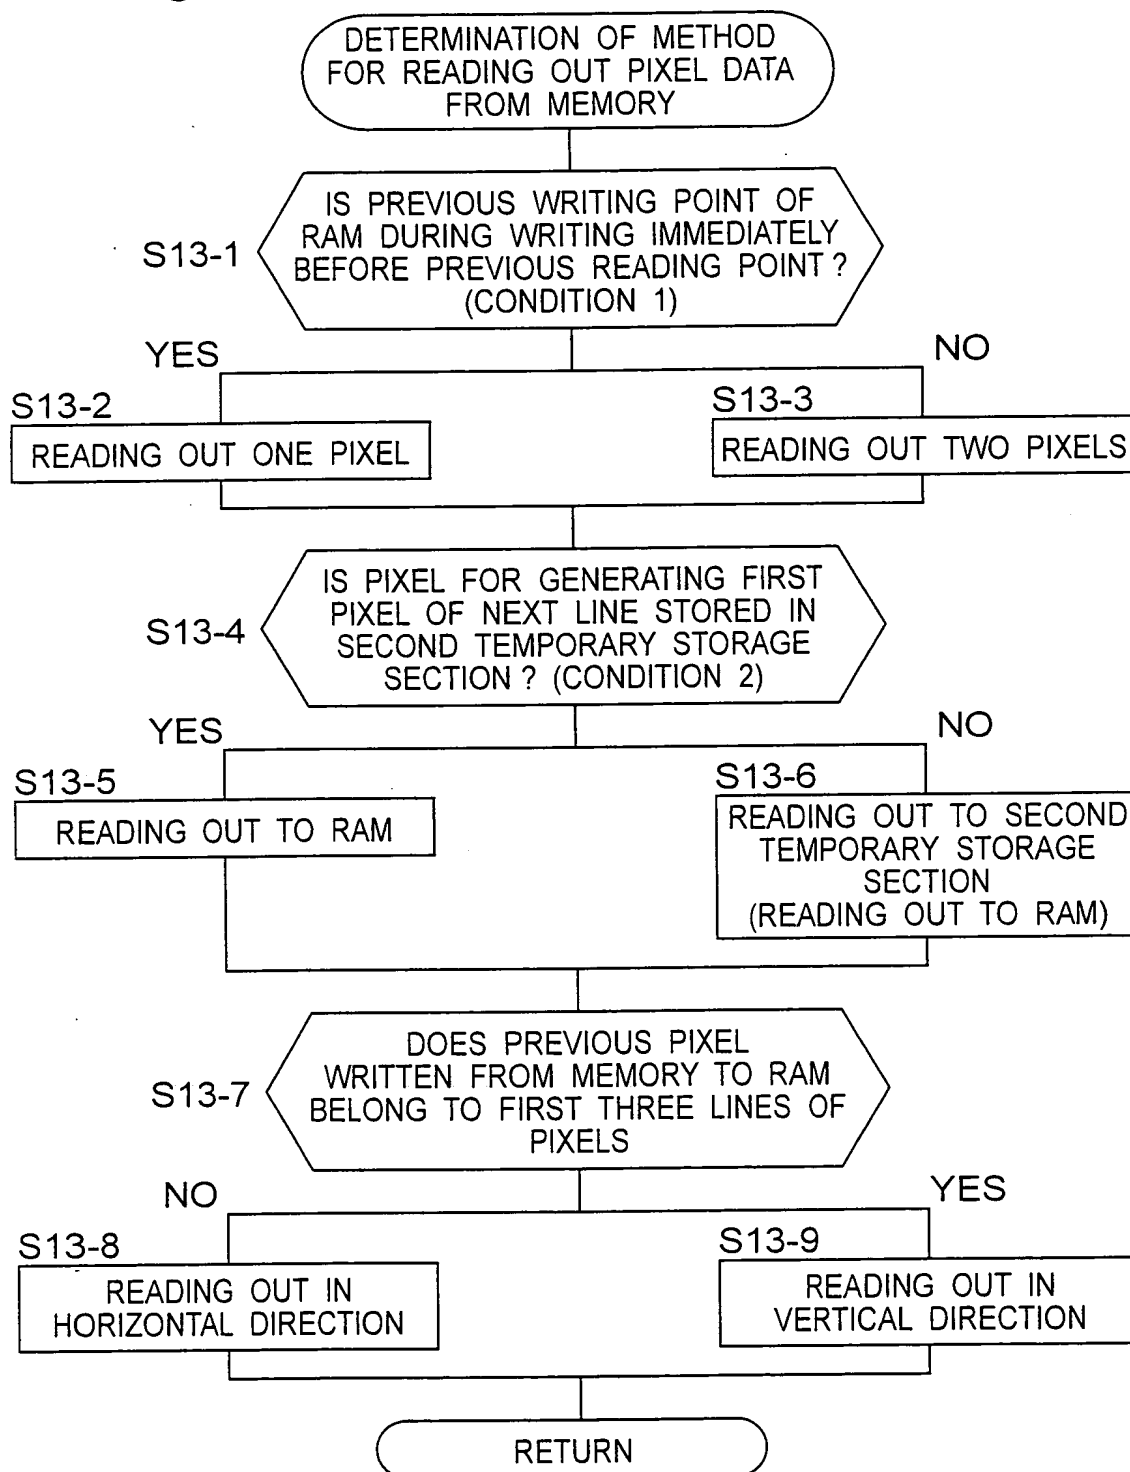 DETERMINATION OF METHOD
FOR READING OUT PIXEL DATA
FROM MEMORY
IS PREVIOUS WRITING POINT OF
RAM DURING WRITING IMMEDIATELY
BEFORE PREVIOUS READING POINT ?
(CONDITION 1)
S13-1
YES
NO
S13-2
READING OUT ONE PIXEL
S13-3
READING OUT TWO PIXELS
IS PIXEL FOR GENERATING FIRST
PIXEL OF NEXT LINE STORED IN
SECOND TEMPORARY STORAGE
SECTION ? (CONDITION 2)
S13-4
YES
NO
S13-5
READING OUT TO RAM
S13-6
READING OUT TO SECOND
TEMPORARY STORAGE
SECTION
(READING OUT TO RAM)
DOES PREVIOUS PIXEL
WRITTEN FROM MEMORY TO RAM
BELONG TO FIRST THREE LINES OF
PIXELS
S13-7
NO
YES
S13-8
READING OUT IN
HORIZONTAL DIRECTION
S13-9
READING OUT IN
VERTICAL DIRECTION
RETURN